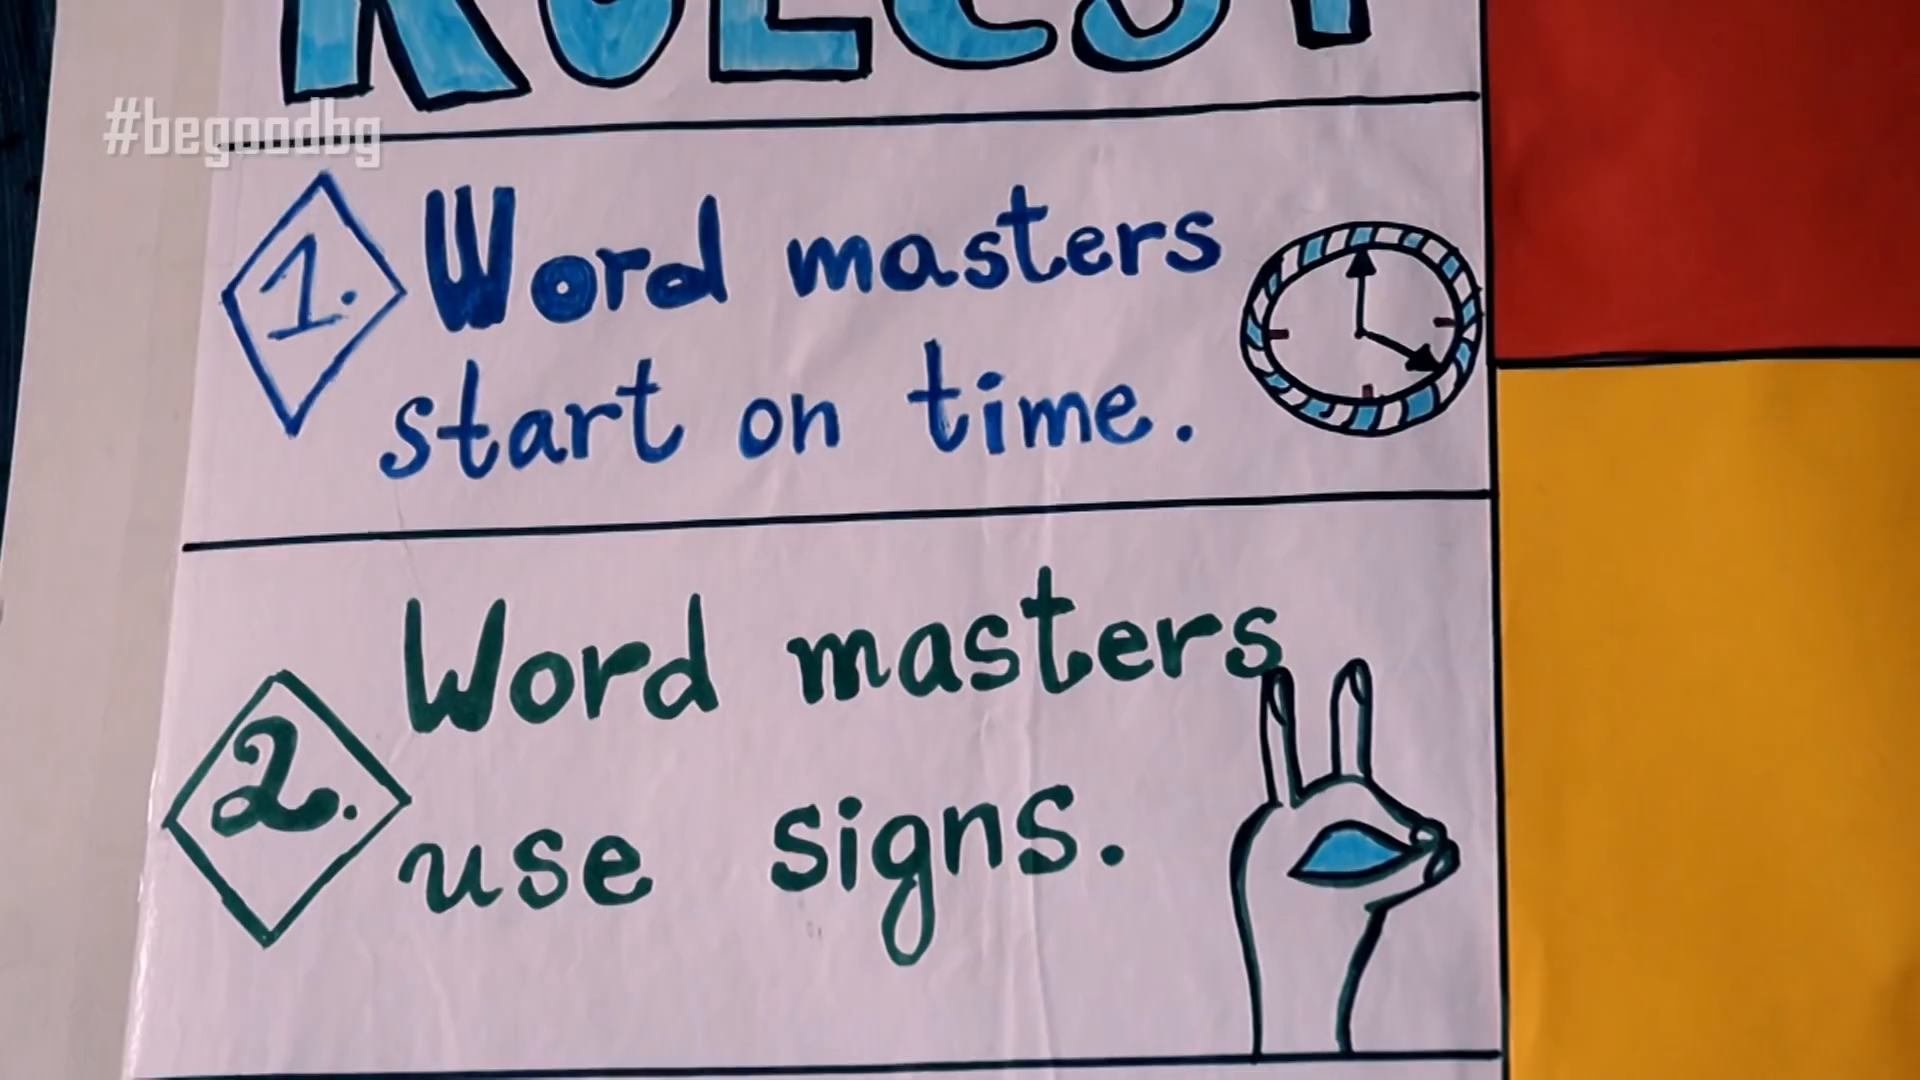 #begoodbg
1. Word masters
start on time.
2. Word masters
use signs.